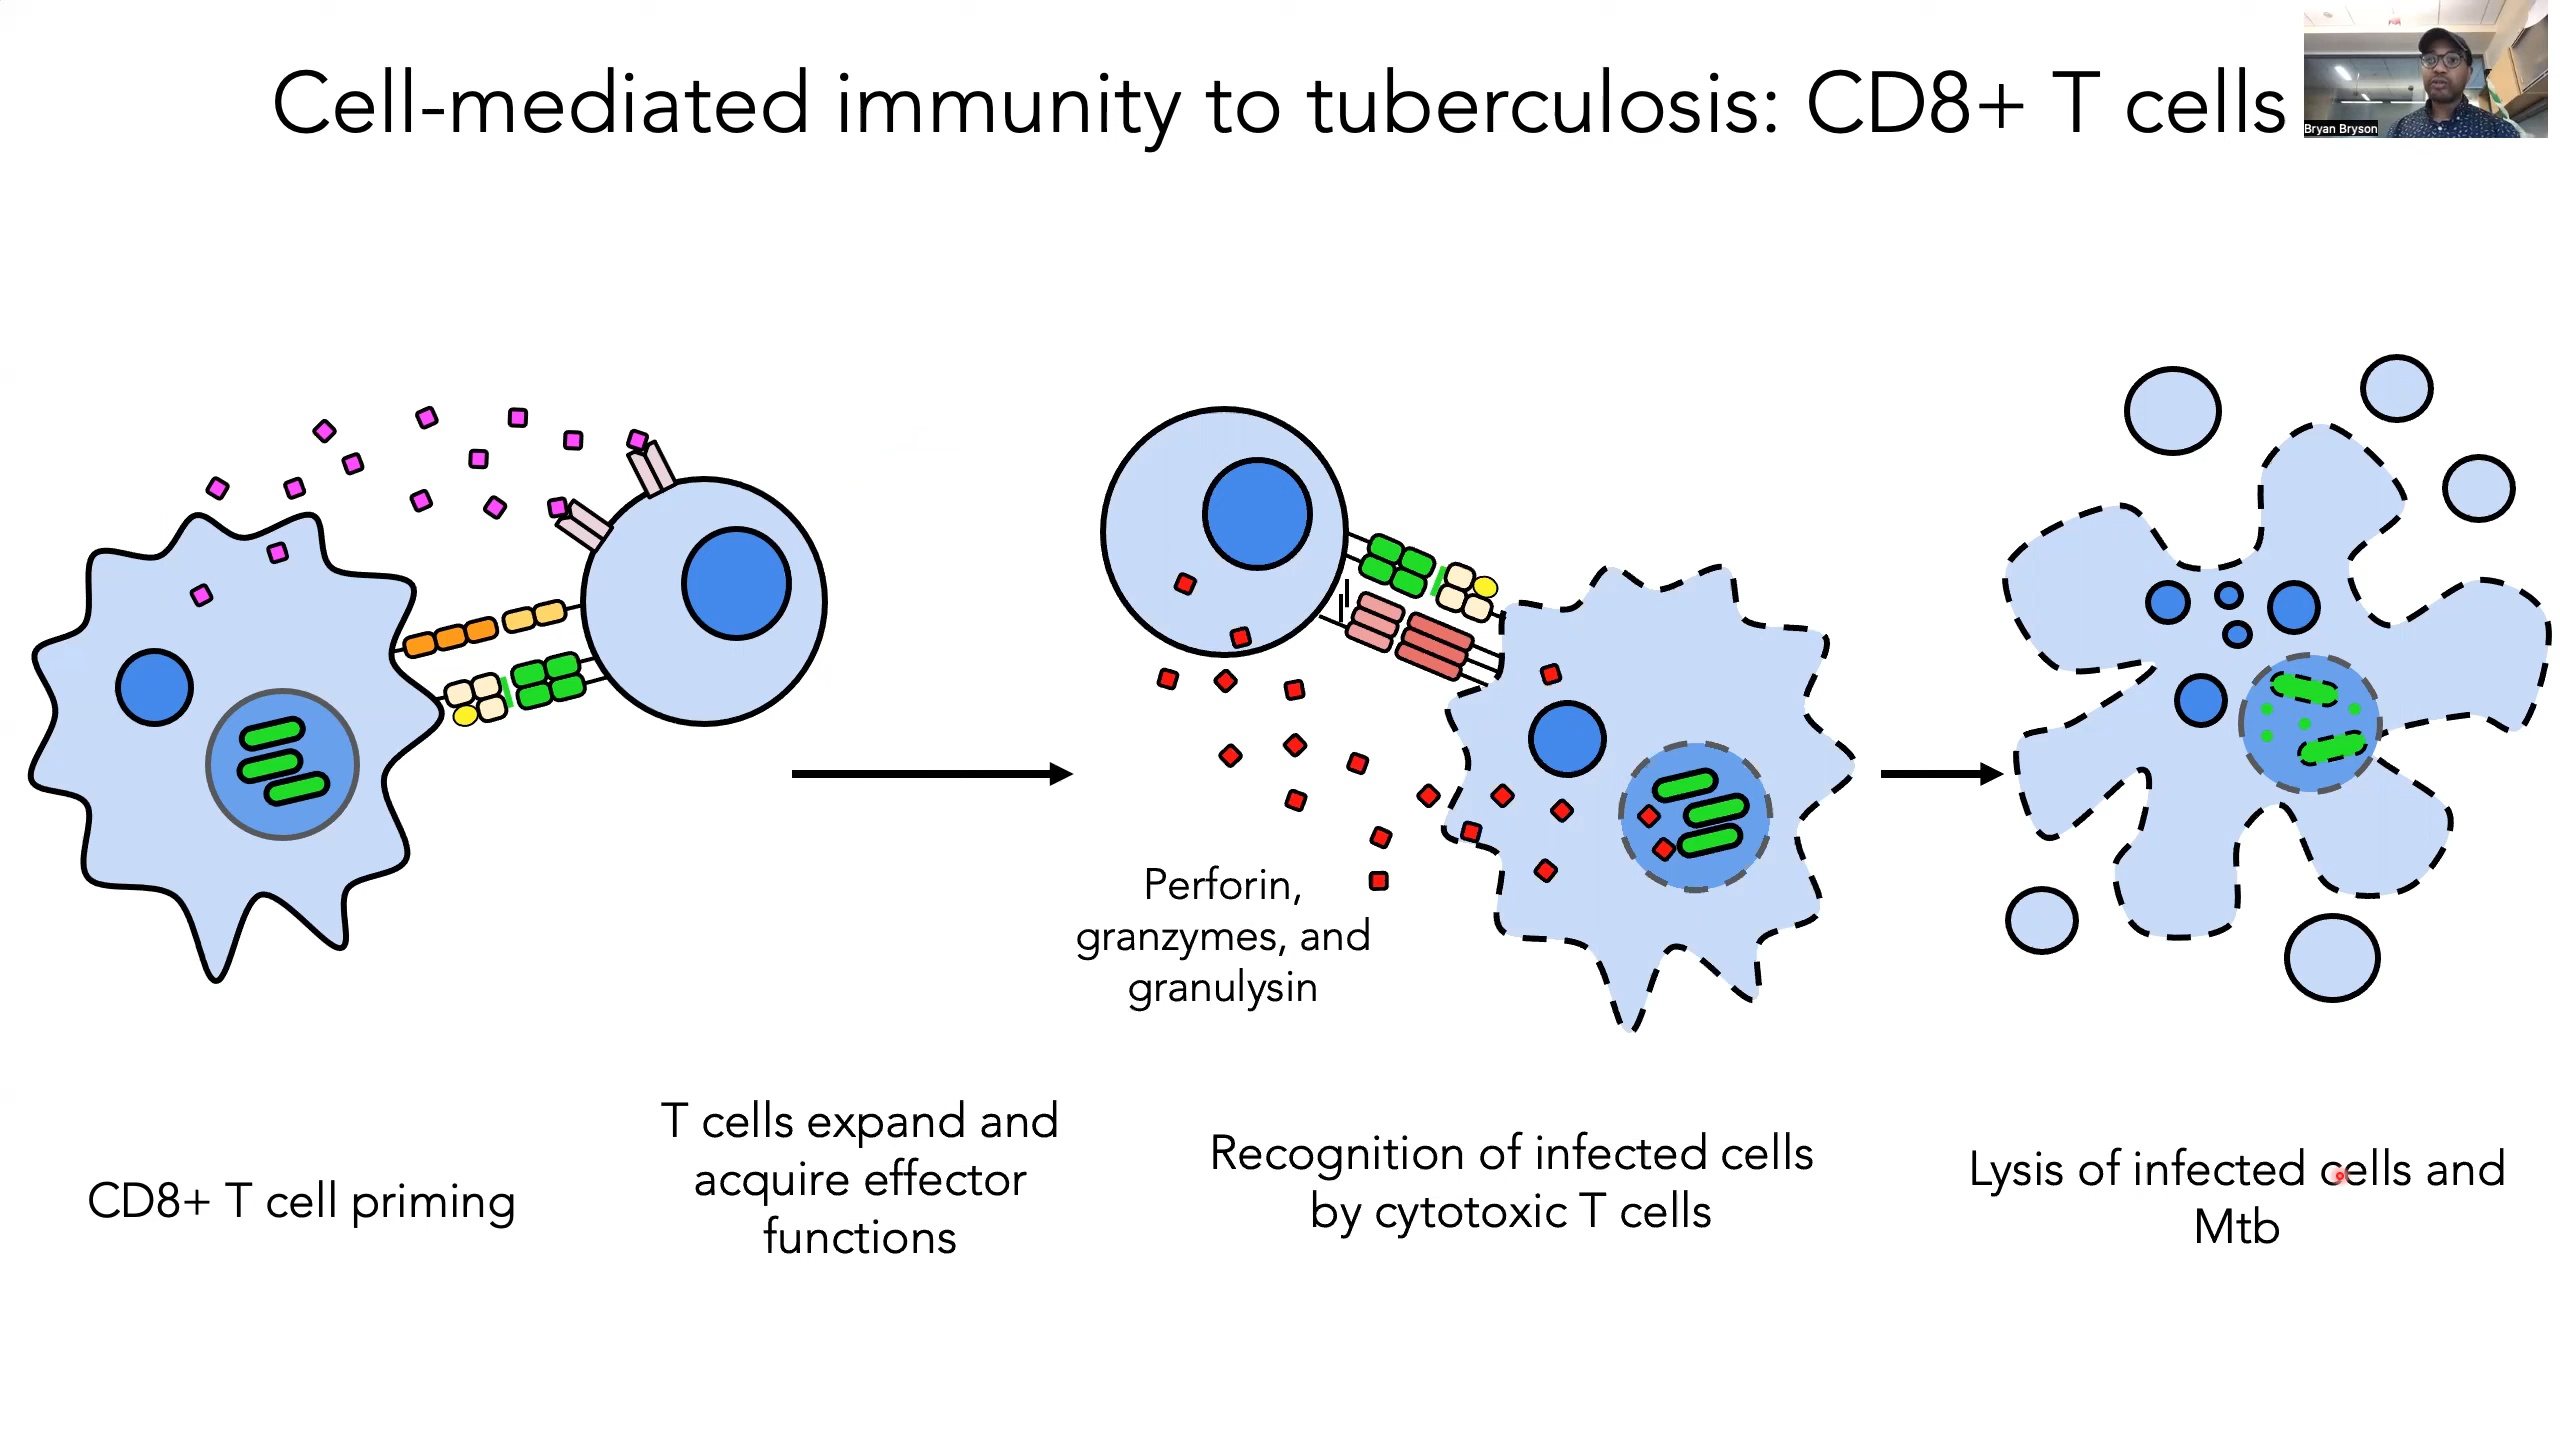 Cell-mediated immunity to tuberculosis: CD8+ T cells
Bryan Bryson
Perforin,
granzymes, and
granulysin
CD8+ T cell priming
T cells expand and
acquire effector
functions
Recognition of infected cells
by cytotoxic T cells
Lysis of infected cells and
Mtb